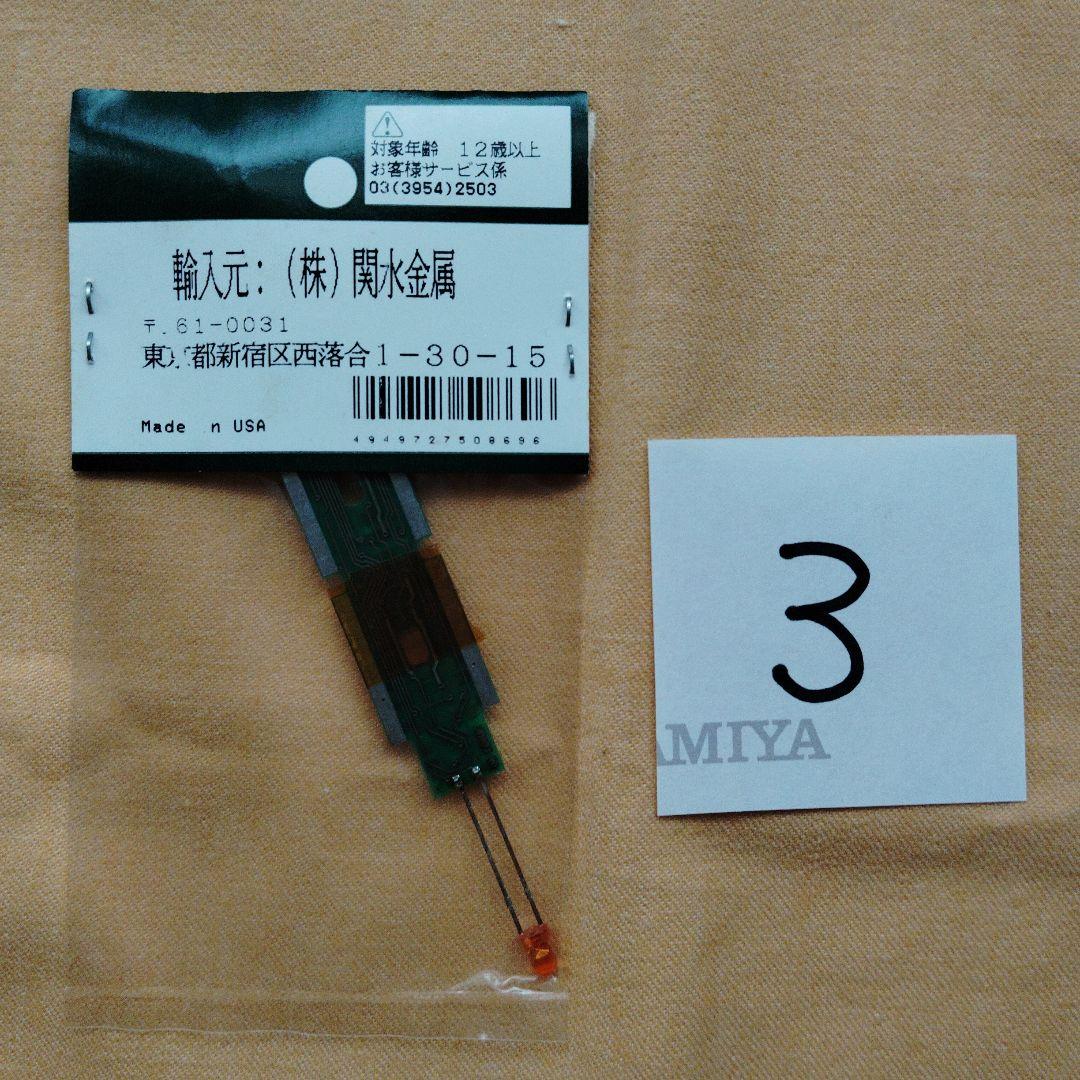 対象年齢 12歳以上
お客様サービス係
03(3954)2503
輸入元:(株)関水金属
〒 61-0031
東京都新宿区西落合1-30-15
Made n USA
4949727508696
3
AMIYA